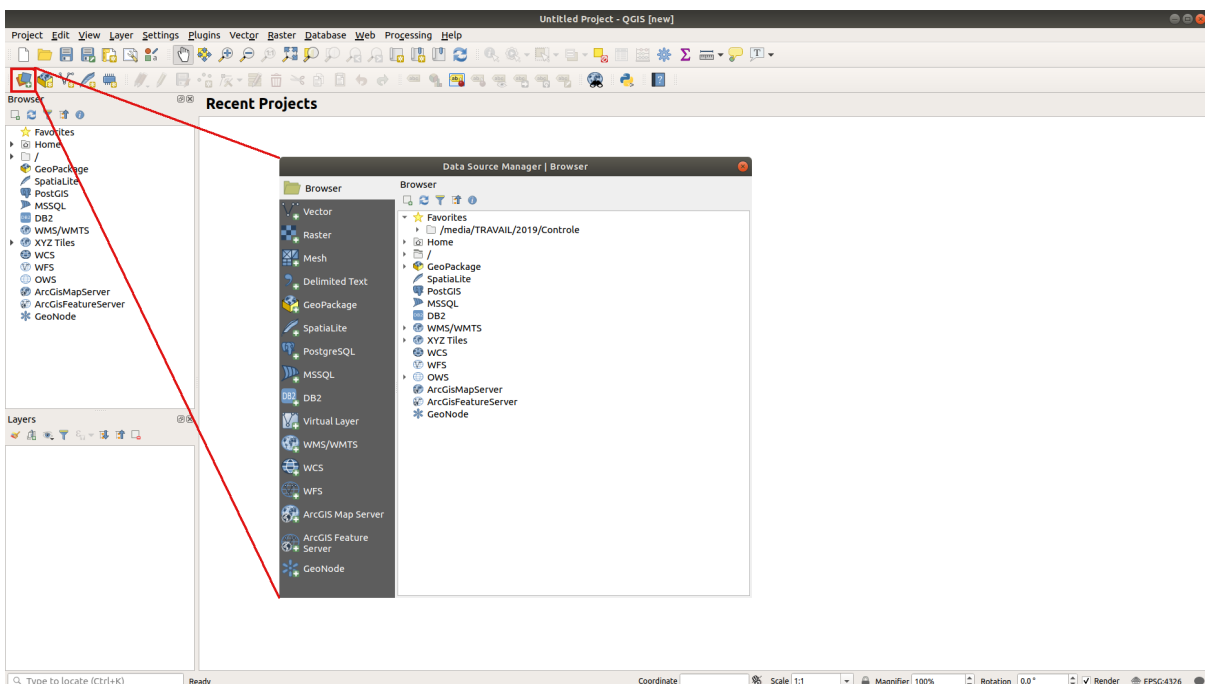 Untitled Project - QGIS [new]
Project Edit View Layer Settings Plugins Vector Raster Database Web Processing Help
Browser
Favorites
Home
/
GeoPackage
SpatiaLite
PostGIS
MSSQL
DB2
WMS/WMTS
XYZ Tiles
WCS
WFS
OWS
ArcGisMapServer
ArcGisFeatureServer
GeoNode
Layers
Recent Projects
Data Source Manager | Browser
Browser
Vector
Raster
Mesh
Delimited Text
GeoPackage
SpatiaLite
PostgreSQL
MSSQL
DB2
Virtual Layer
WMS/WMTS
WCS
WFS
ArcGIS Map Server
ArcGIS Feature
Server
GeoNode
Browser
Favorites
/media/TRAVAIL/2019/Controle
Home
/
GeoPackage
SpatiaLite
PostGIS
MSSQL
DB2
WMS/WMTS
XYZ Tiles
WCS
WFS
OWS
ArcGisMapServer
ArcGisFeatureServer
GeoNode
Type to locate (Ctrl+K) Ready Coordinate Scale 1:1 Magnifier 100% Rotation 0.0 ° Render EPSG:4326